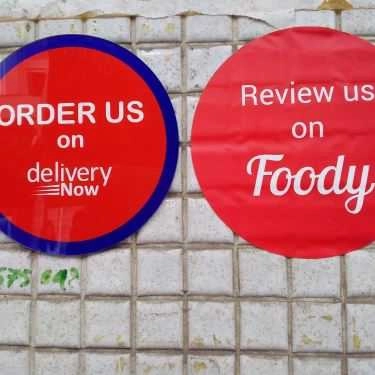 ORDER US
on
delivery
Now
Review us
on
Foody